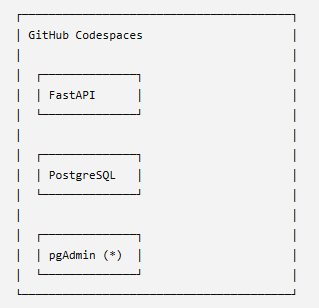 GitHub Codespaces
FastAPI
PostgreSQL
pgAdmin (*)